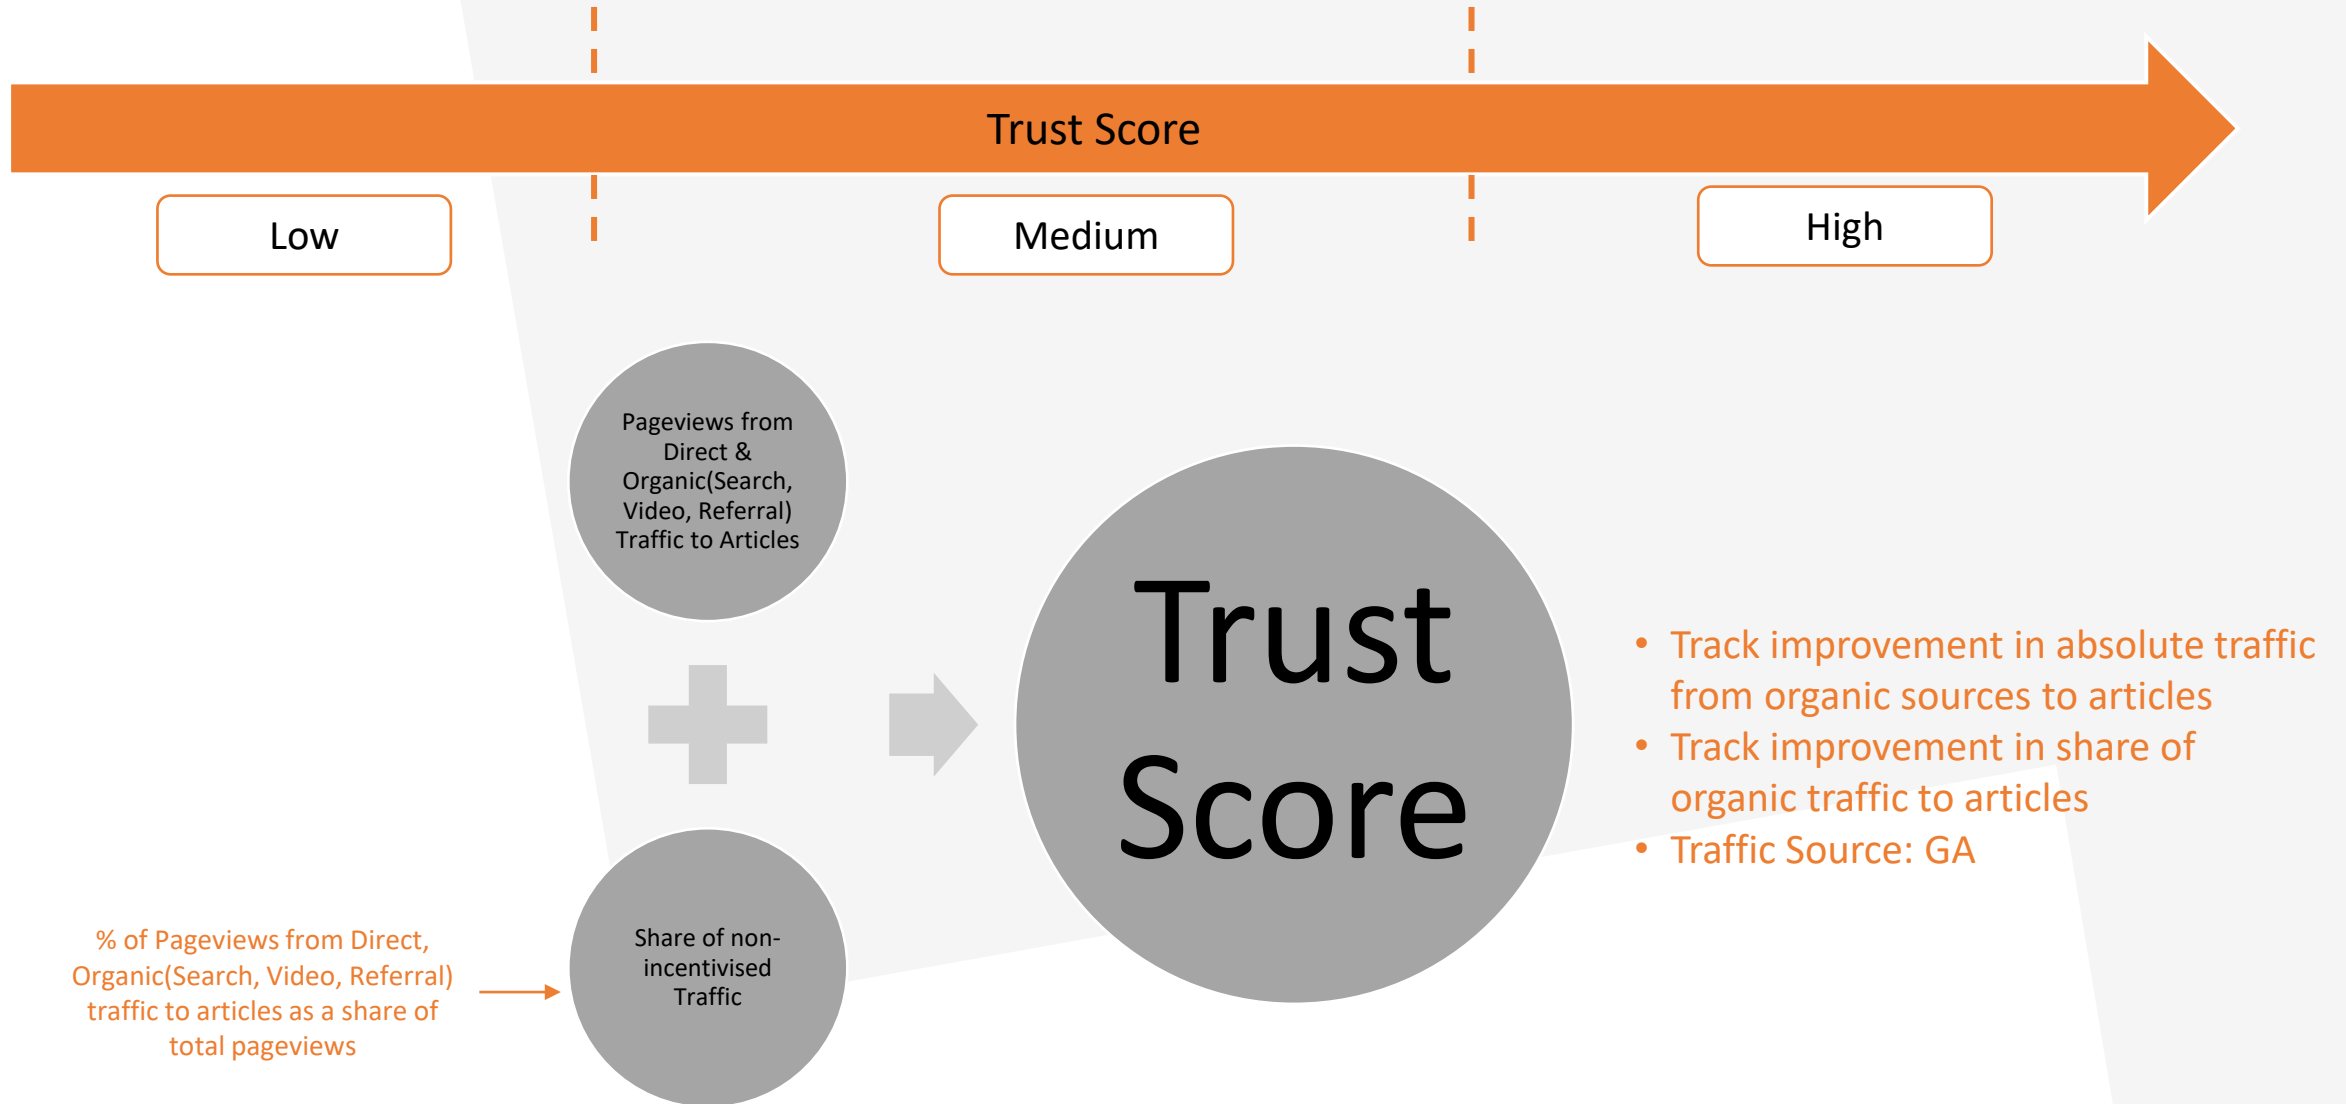 Trust Score
Low
Medium
High
Pageviews from
Direct &
Organic(Search,
Video, Referral)
Traffic to Articles
Trust
Score
• Track improvement in absolute traffic
from organic sources to articles
• Track improvement in share of
organic traffic to articles
• Traffic Source: GA
% of Pageviews from Direct,
Organic(Search, Video, Referral)
traffic to articles as a share of
total pageviews
Share of non-
incentivised
Traffic